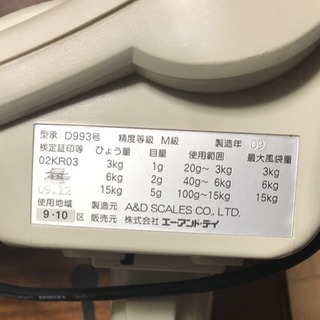 型承 D993号 精度等級 M級 製造年 09
検定証印等 ひょう量 目量 使用範囲 最大風袋量
02KR03 3kg 1g 20g~ 3kg 3kg
6kg 2g 40g~ 6kg 6kg
09.12 15kg 5g 100g~15kg 15kg
使用地域 製造元 A&D SCALES CO., LTD.
9・10 区 販売元 株式会社 エー・アンド・デイ